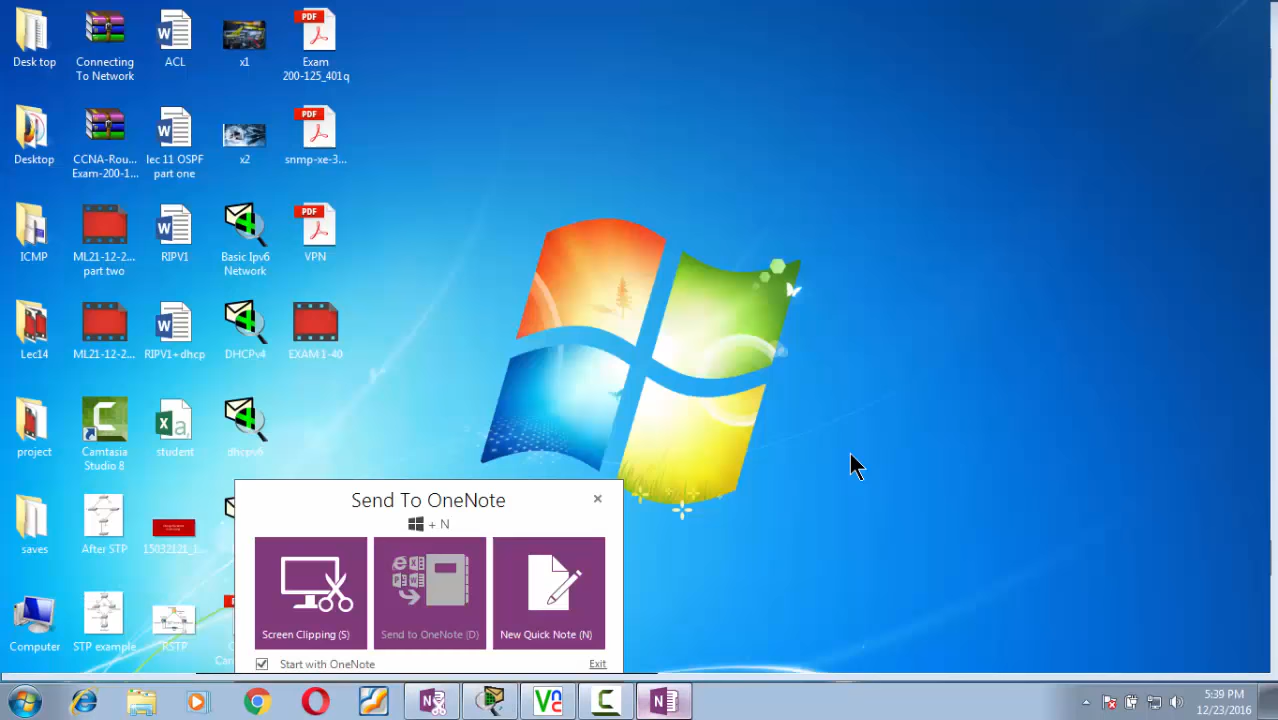 Desk top
Connecting
To Network
ACL
x1
PDF
Exam
200-125_401q
Desktop
CCNA-Rou...
Exam-200-1...
lec 11 OSPF
part one
x2
PDF
snmp-xe-3...
ICMP
ML21-12-2...
part two
RIPV1
Basic Ipv6
Network
PDF
VPN
Lec14
ML21-12-2...
RIPV1+dhcp
DHCPv4
EXAM 1-40
project
Camtasia
Studio 8
student
dhcpv6
saves
After STP
15032121_1...
Computer
STP example
RSTP
Send To OneNote
+ N
Screen Clipping (S)
Send to OneNote (D)
New Quick Note (N)
Start with OneNote
Exit
5:39 PM
12/23/2016